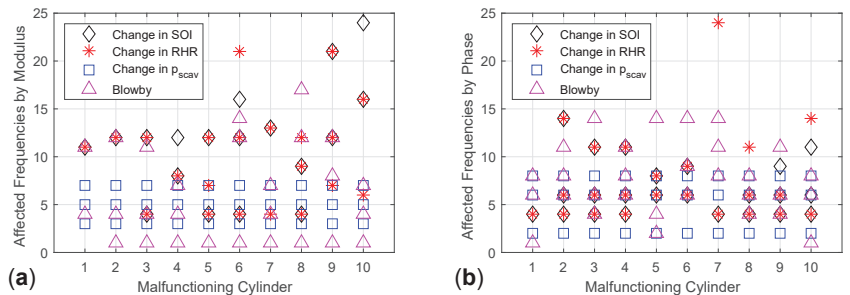 25
20
15
10
5
0
Affected Frequencies by Modulus
Change in SOI
Change in RHR
Change in p_scav
Blowby
1 2 3 4 5 6 7 8 9 10
Malfunctioning Cylinder
(a)
25
20
15
10
5
0
Affected Frequencies by Phase
Change in SOI
Change in RHR
Change in p_scav
Blowby
1 2 3 4 5 6 7 8 9 10
Malfunctioning Cylinder
(b)